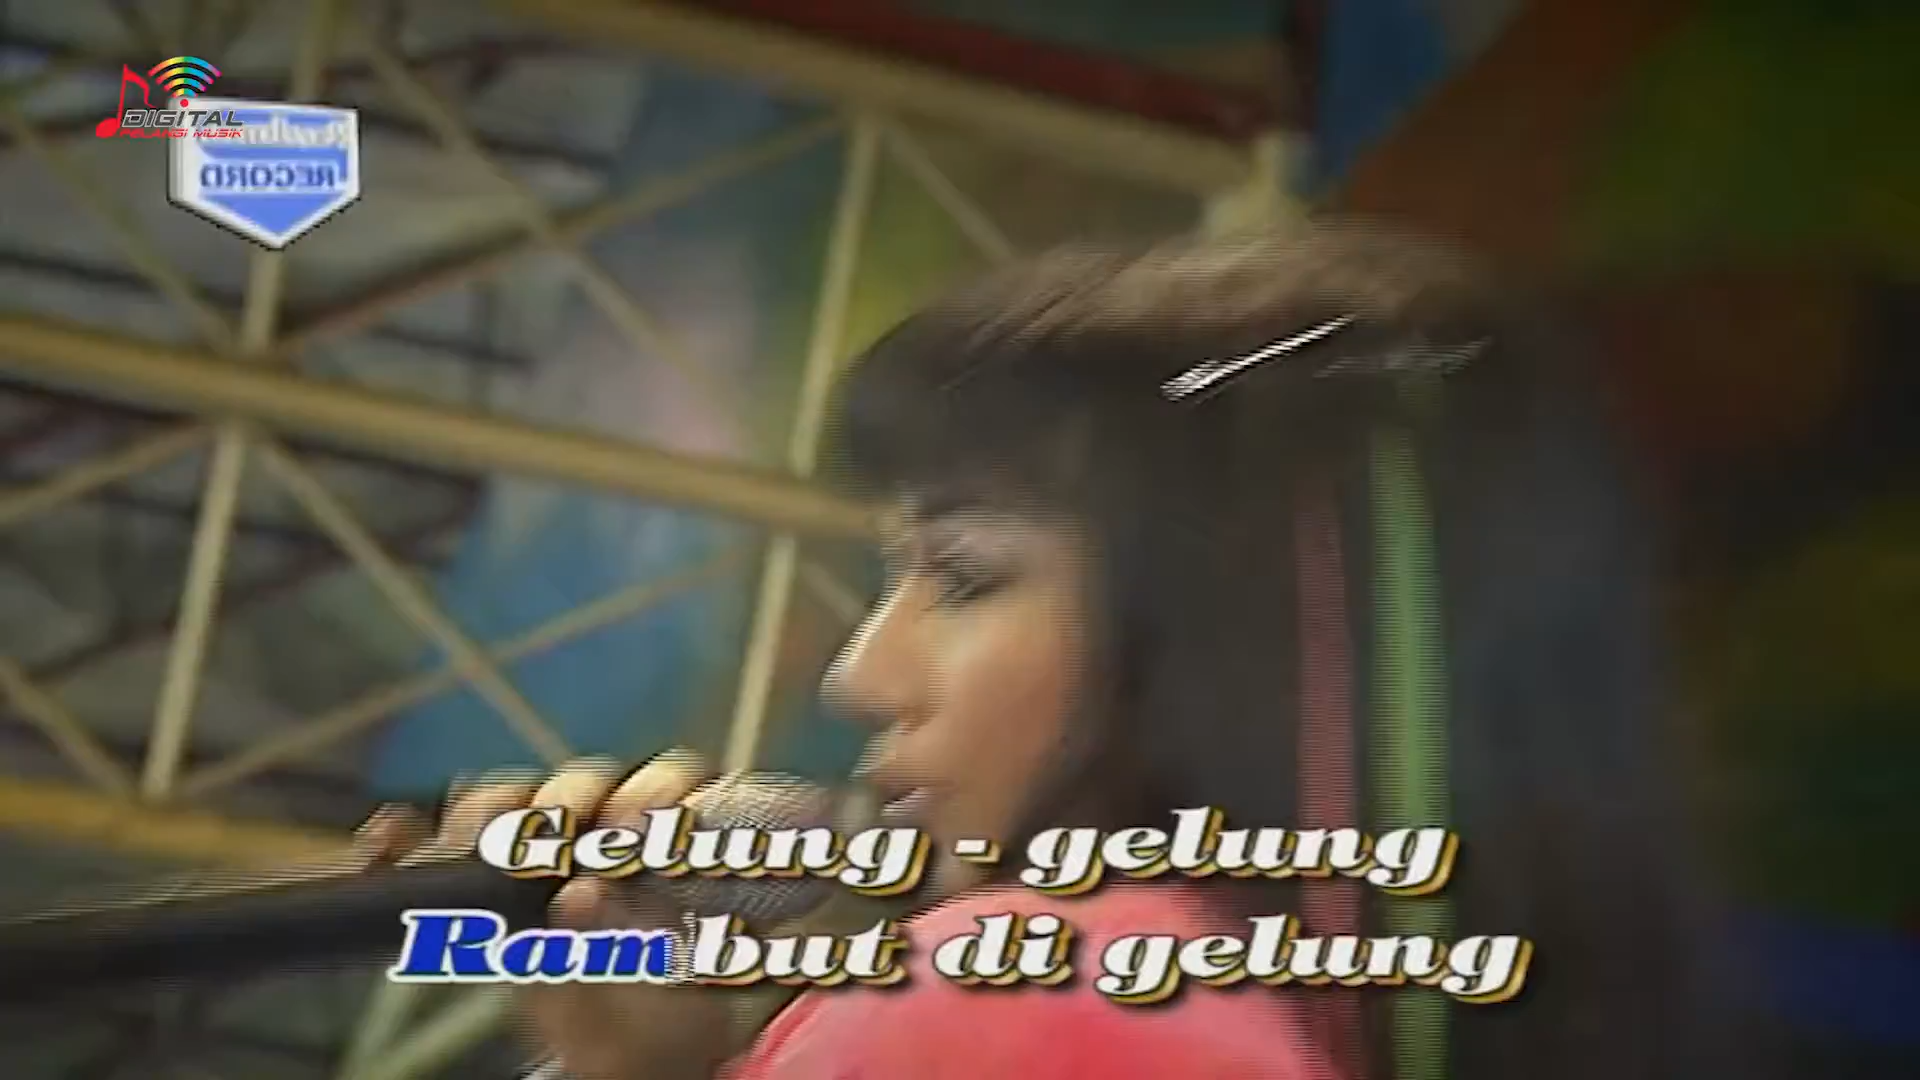 DIGITAL
PELANGI MUSIK
RECORD
Gelung - gelung
Rambut di gelung